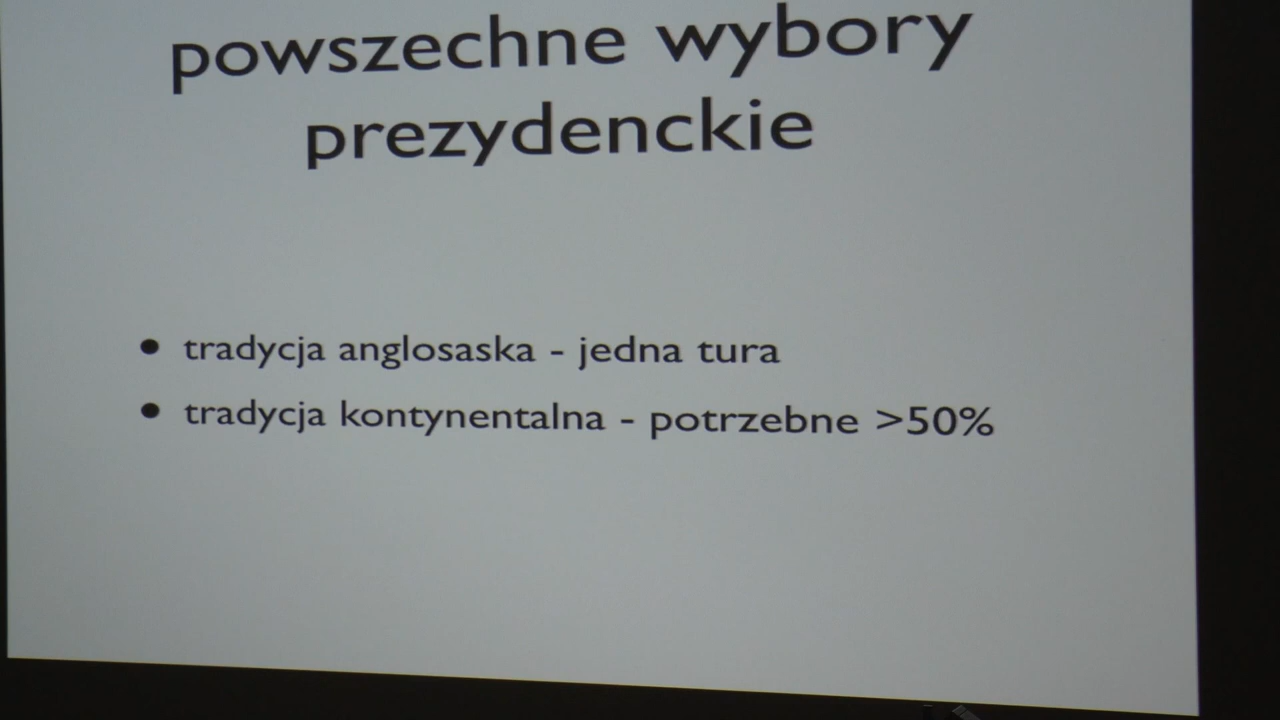 powszechne wybory
prezydenckie
• tradycja anglosaska - jedna tura
• tradycja kontynentalna - potrzebne >50%